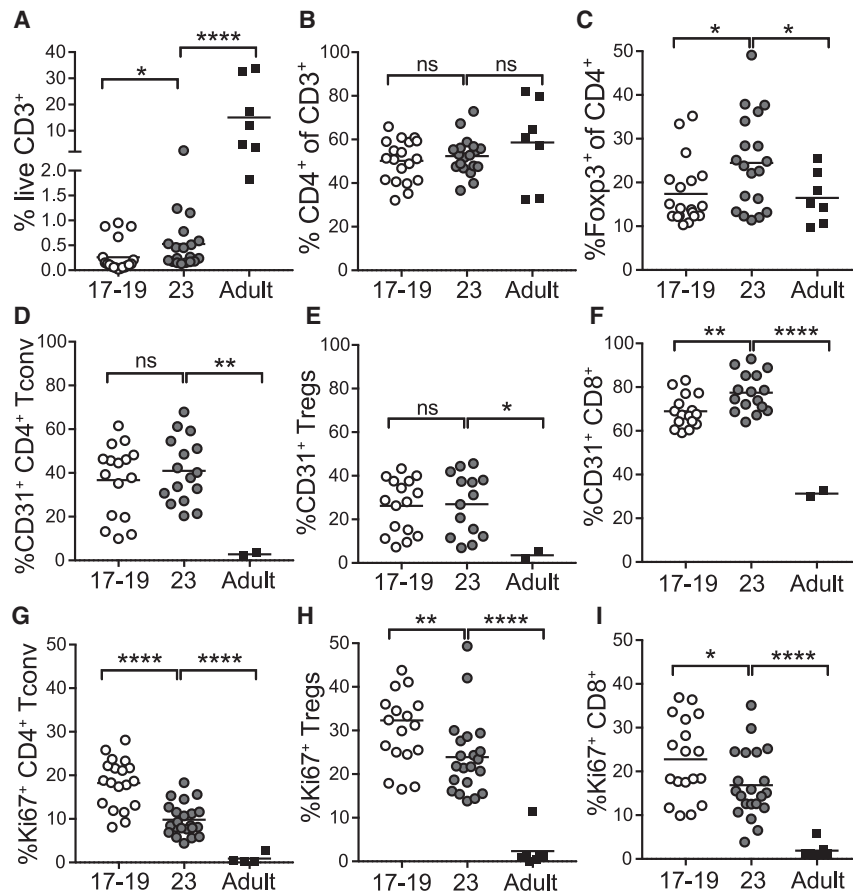 A
B
C
**** 
*
40
30
20
10
2.0
1.5
1.0
0.5
0.0
% live CD3⁺
17-19 23 Adult
ns ns
100
80
60
40
20
0
% CD4⁺ of CD3⁺
17-19 23 Adult
* *
50
40
30
20
10
0
%Foxp3⁺ of CD4⁺
17-19 23 Adult
D
E
F
ns **
100
80
60
40
20
0
%CD31⁺ CD4⁺ Tconv
17-19 23 Adult
ns *
100
80
60
40
20
0
%CD31⁺ Tregs
17-19 23 Adult
** ****
100
80
60
40
20
0
%CD31⁺ CD8⁺
17-19 23 Adult
G
H
I
**** ****
50
40
30
20
10
0
%Ki67⁺ CD4⁺ Tconv
17-19 23 Adult
** ****
50
40
30
20
10
0
%Ki67⁺ Tregs
17-19 23 Adult
* ****
50
40
30
20
10
0
%Ki67⁺ CD8⁺
17-19 23 Adult